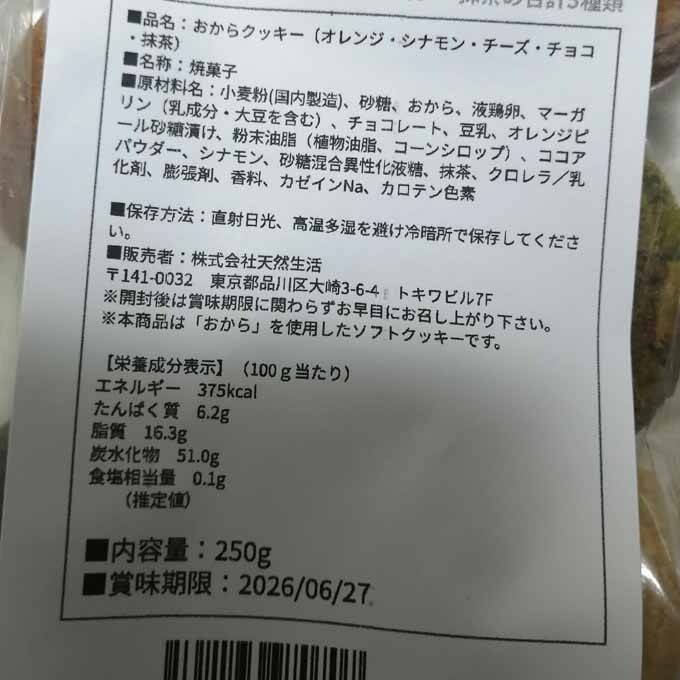 抹茶の合計5種類
■品名：おからクッキー（オレンジ・シナモン・チーズ・チョコ
・抹茶）
■名称：焼菓子
■原材料名：小麦粉(国内製造)、砂糖、おから、液鶏卵、マーガ
リン（乳成分・大豆を含む）、チョコレート、豆乳、オレンジピ
ール砂糖漬け、粉末油脂（植物油脂、コーンシロップ）、ココア
パウダー、シナモン、砂糖混合異性化液糖、抹茶、クロレラ／乳
化剤、膨張剤、香料、カゼインNa、カロテン色素
■保存方法：直射日光、高温多湿を避け冷暗所で保存してくださ
い。
■販売者：株式会社天然生活
〒141-0032 東京都品川区大崎3-6-4 トキワビル7F
※開封後は賞味期限に関わらずお早目にお召し上がり下さい。
※本商品は「おから」を使用したソフトクッキーです。
【栄養成分表示】（100ｇ当たり）
エネルギー 375kcal
たんぱく質 6.2g
脂質 16.3g
炭水化物 51.0g
食塩相当量 0.1g
（推定値）
■内容量：250g
■賞味期限：2026/06/27